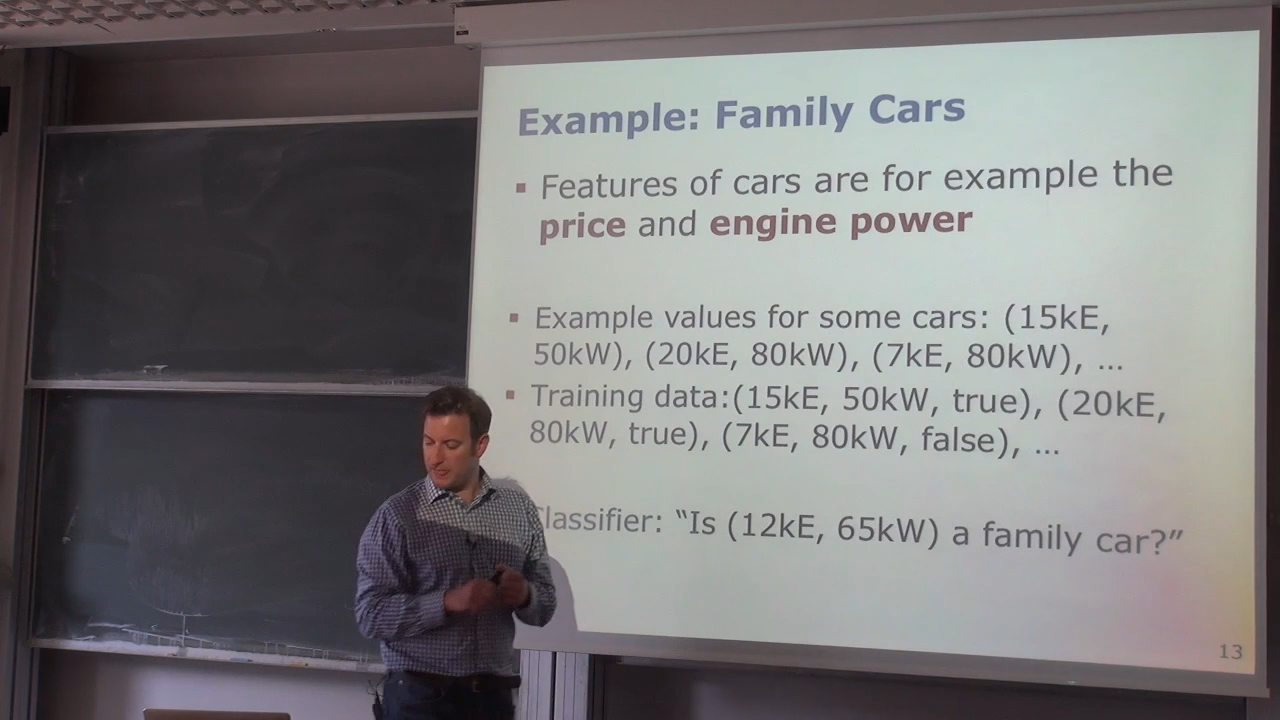 13
Example: Family Cars
Features of cars are for example the
price and engine power
Example values for some cars: (15kE,
50kW), (20kE, 80kW), (7kE, 80kW), ...
Training data:(15kE, 50kW, true), (20kE,
80kW, true), (7kE, 80kW, false), ...
Classifier: “Is (12kE, 65kW) a family car?”
13